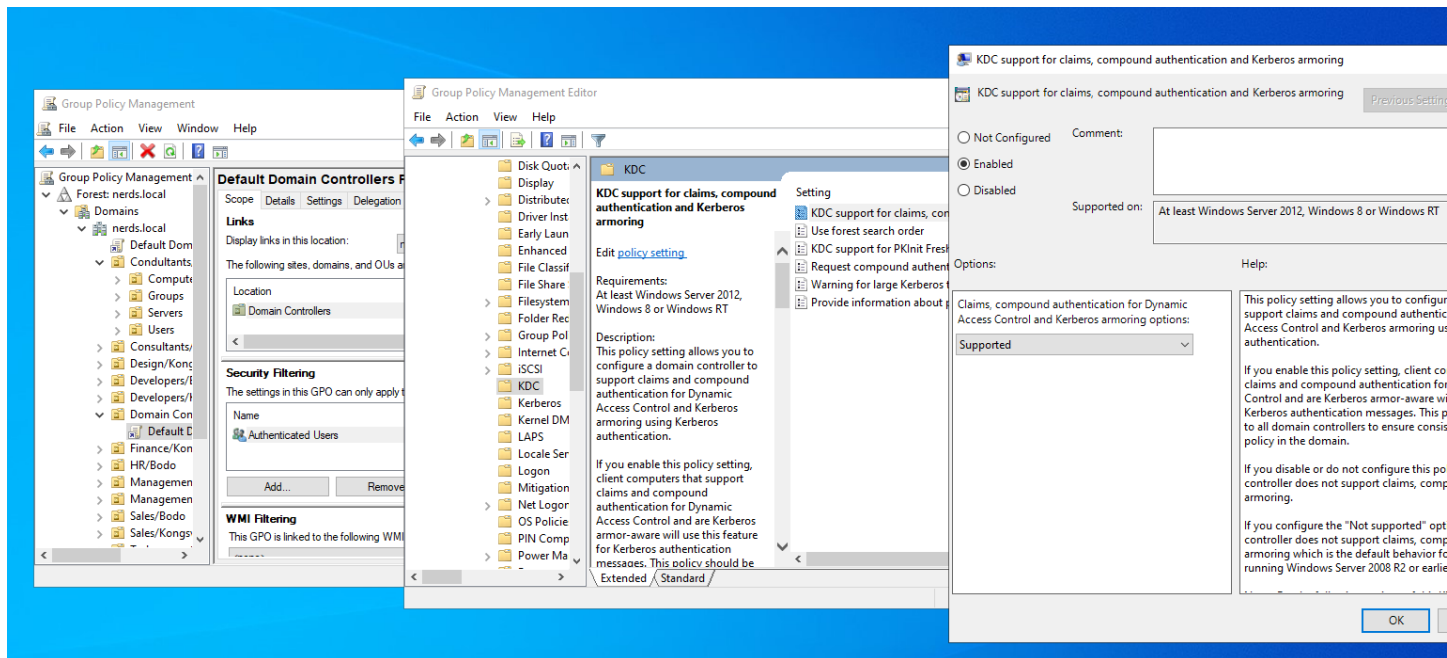 Group Policy Management
File Action View Window Help
Group Policy Management
Forest: nerds.local
Domains
nerds.local
Default Dom
Condultants,
Compute
Groups
Servers
Users
Consultants/
Design/Kong
Developers/
Developers/
Domain Con
Default D
Finance/Kon
HR/Bodo
Managemen
Managemen
Sales/Bodo
Sales/Kongs
Default Domain Controllers P
Scope Details Settings Delegation
Links
Display links in this location:
The following sites, domains, and OUs a
Location
Domain Controllers
Security Filtering
The settings in this GPO can only apply t
Name
Authenticated Users
Add... Remove
WMI Filtering
This GPO is linked to the following WMI
<none>
Group Policy Management Editor
File Action View Help
Disk Quot
Display
Distributed
Driver Inst
Early Laun
Enhanced
File Classif
File Share
Filesystem
Folder Red
Group Pol
Internet Co
iSCSI
KDC
Kerberos
Kernel DM
LAPS
Locale Ser
Logon
Mitigation
Net Logon
OS Policie
PIN Comp
Power Ma
KDC
KDC support for claims, compound
authentication and Kerberos
armoring
Edit policy setting
Requirements:
At least Windows Server 2012,
Windows 8 or Windows RT
Description:
This policy setting allows you to
configure a domain controller to
support claims and compound
authentication for Dynamic
Access Control and Kerberos
armoring using Kerberos
authentication.
If you enable this policy setting,
client computers that support
claims and compound
authentication for Dynamic
Access Control and are Kerberos
armor-aware will use this feature
for Kerberos authentication
messages. This policy should be
Setting
KDC support for claims, con
Use forest search order
KDC support for PKInit Fresh
Request compound authent
Warning for large Kerberos t
Provide information about p
Extended Standard
KDC support for claims, compound authentication and Kerberos armoring
KDC support for claims, compound authentication and Kerberos armoring
Previous Setting
Not Configured
Enabled
Disabled
Comment:
Supported on:
At least Windows Server 2012, Windows 8 or Windows RT
Options:
Help:
Claims, compound authentication for Dynamic
Access Control and Kerberos armoring options:
Supported
This policy setting allows you to configur
support claims and compound authentic
Access Control and Kerberos armoring us
authentication.
If you enable this policy setting, client co
claims and compound authentication for
Control and are Kerberos armor-aware wi
Kerberos authentication messages. This p
to all domain controllers to ensure consis
policy in the domain.
If you disable or do not configure this po
controller does not support claims, comp
armoring.
If you configure the "Not supported" opt
controller does not support claims, comp
armoring which is the default behavior fo
running Windows Server 2008 R2 or earlie
OK